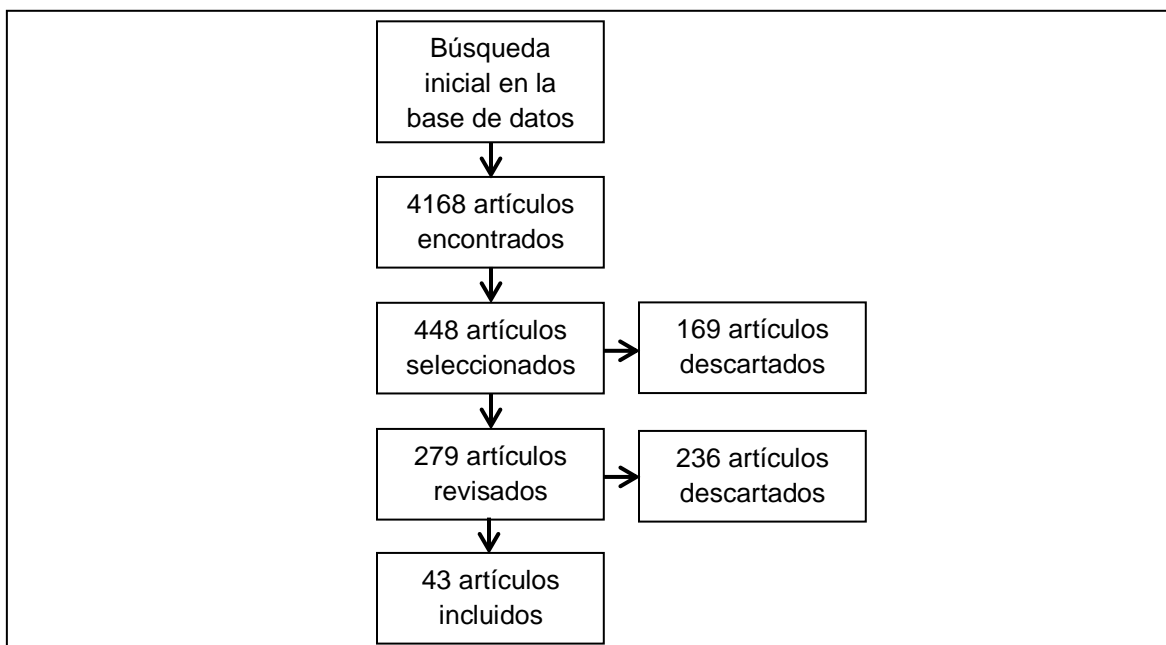 Búsqueda
inicial en la
base de datos
4168 artículos
encontrados
448 artículos
seleccionados
169 artículos
descartados
279 artículos
revisados
236 artículos
descartados
43 artículos
incluidos